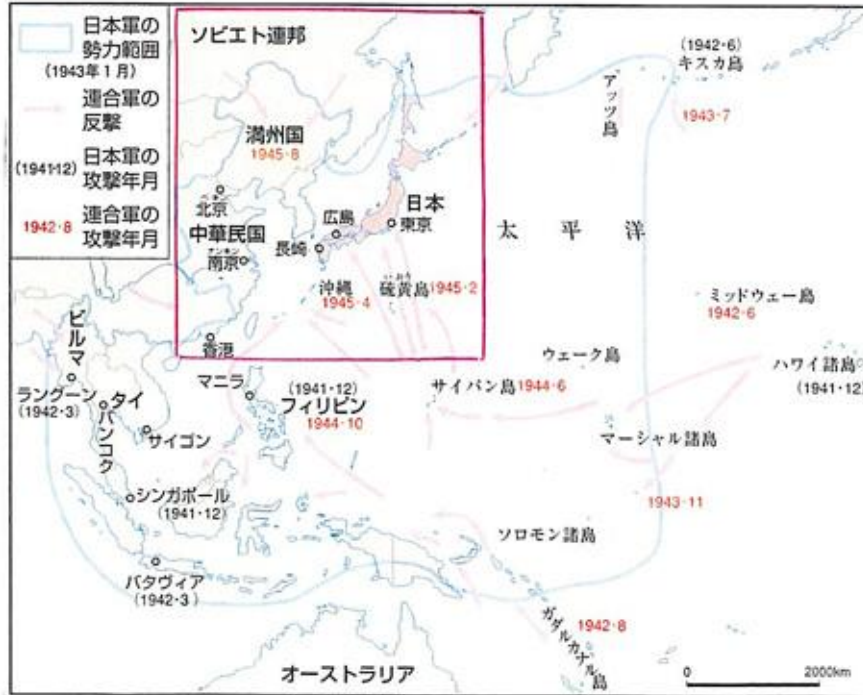 日本軍の
勢力範囲
(1943年1月)
連合軍の
反撃
(1941・12)
日本軍の
攻撃年月
1942・8
連合軍の
攻撃年月
ソビエト連邦
満州国
1945・8
ペキン
北京
中華民国
ナンキン
南京
広島
長崎
日本
東京
沖縄
1945・4
いおう
硫黄島
1945・2
香港
(1942・6)
キスカ島
アッツ島
1943・7
太平洋
ミッドウェー島
1942・6
ウェーク島
ハワイ諸島
(1941・12)
サイパン島
1944・6
マーシャル諸島
1943・11
ビルマ
ラングーン
(1942・3)
タイ
バンコク
サイゴン
マニラ
(1941・12)
フィリピン
1944・10
シンガポール
(1941・12)
バタヴィア
(1942・3)
ソロモン諸島
1942・8
ガダルカナル島
オーストラリア
0 2000km